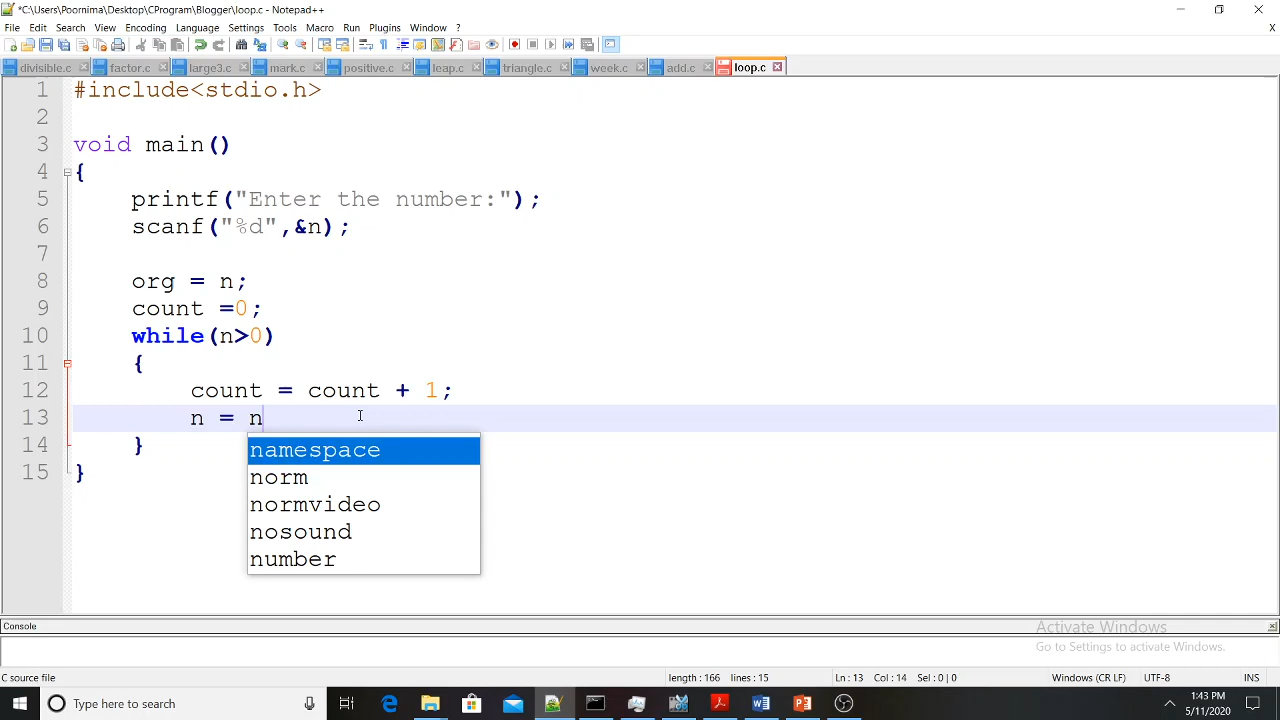 *C:\Users\Poornima\Desktop\CProgram\Blogger\loop.c - Notepad++
File Edit Search View Encoding Language Settings Tools Macro Run Plugins Window ? X
divisible.c factor.c large3.c mark.c positive.c leap.c triangle.c week.c add.c loop.c
1 #include<stdio.h>
2
3 void main()
4 {
5 printf("Enter the number:");
6 scanf("%d",&n);
7
8 org = n;
9 count =0;
10 while(n>0)
11 {
12 count = count + 1;
13 n = n
14 }
15 }
namespace
norm
normvideo
nosound
number
Console
Activate Windows
Go to Settings to activate Windows.
C source file length : 166 lines : 15 Ln : 13 Col : 14 Sel : 0 | 0 Windows (CR LF) UTF-8 INS
Type here to search
1:43 PM
5/11/2020